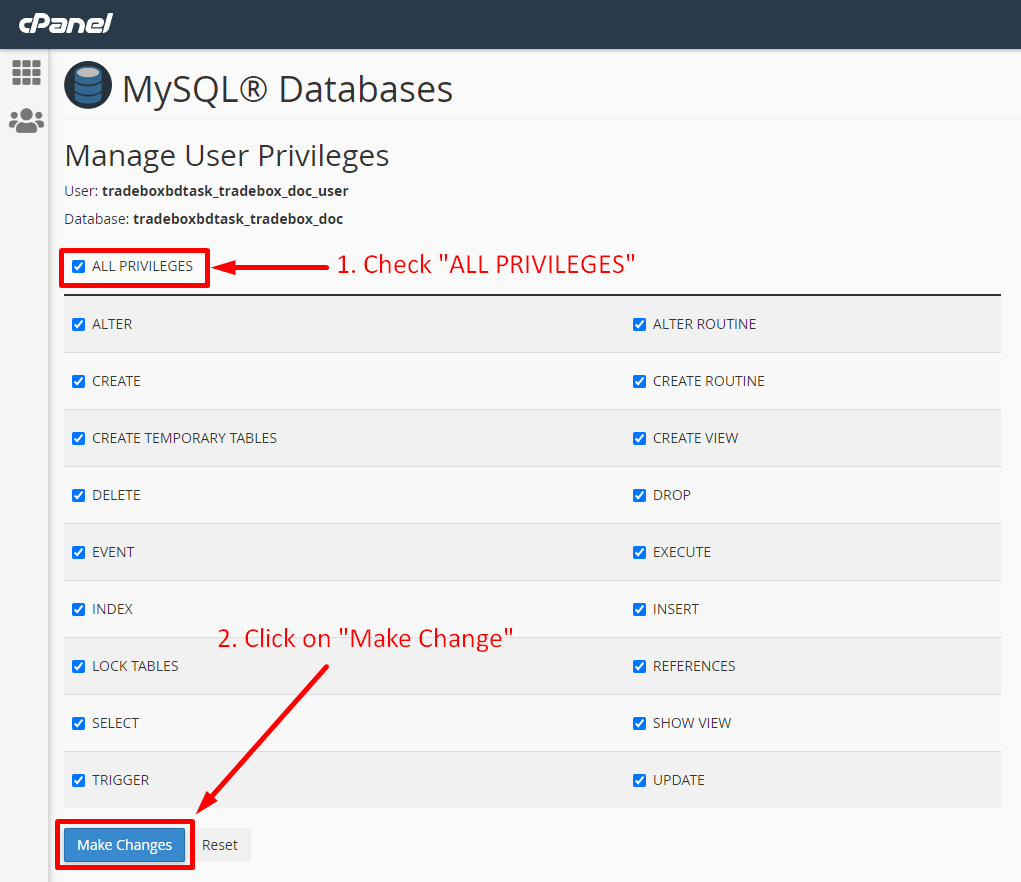 cPanel
MySQL® Databases
Manage User Privileges
User: tradeboxbdtask_tradebox_doc_user
Database: tradeboxbdtask_tradebox_doc
ALL PRIVILEGES
1. Check "ALL PRIVILEGES"
ALTER
ALTER ROUTINE
CREATE
CREATE ROUTINE
CREATE TEMPORARY TABLES
CREATE VIEW
DELETE
DROP
EVENT
EXECUTE
INDEX
INSERT
2. Click on "Make Change"
LOCK TABLES
REFERENCES
SELECT
SHOW VIEW
TRIGGER
UPDATE
Make Changes
Reset